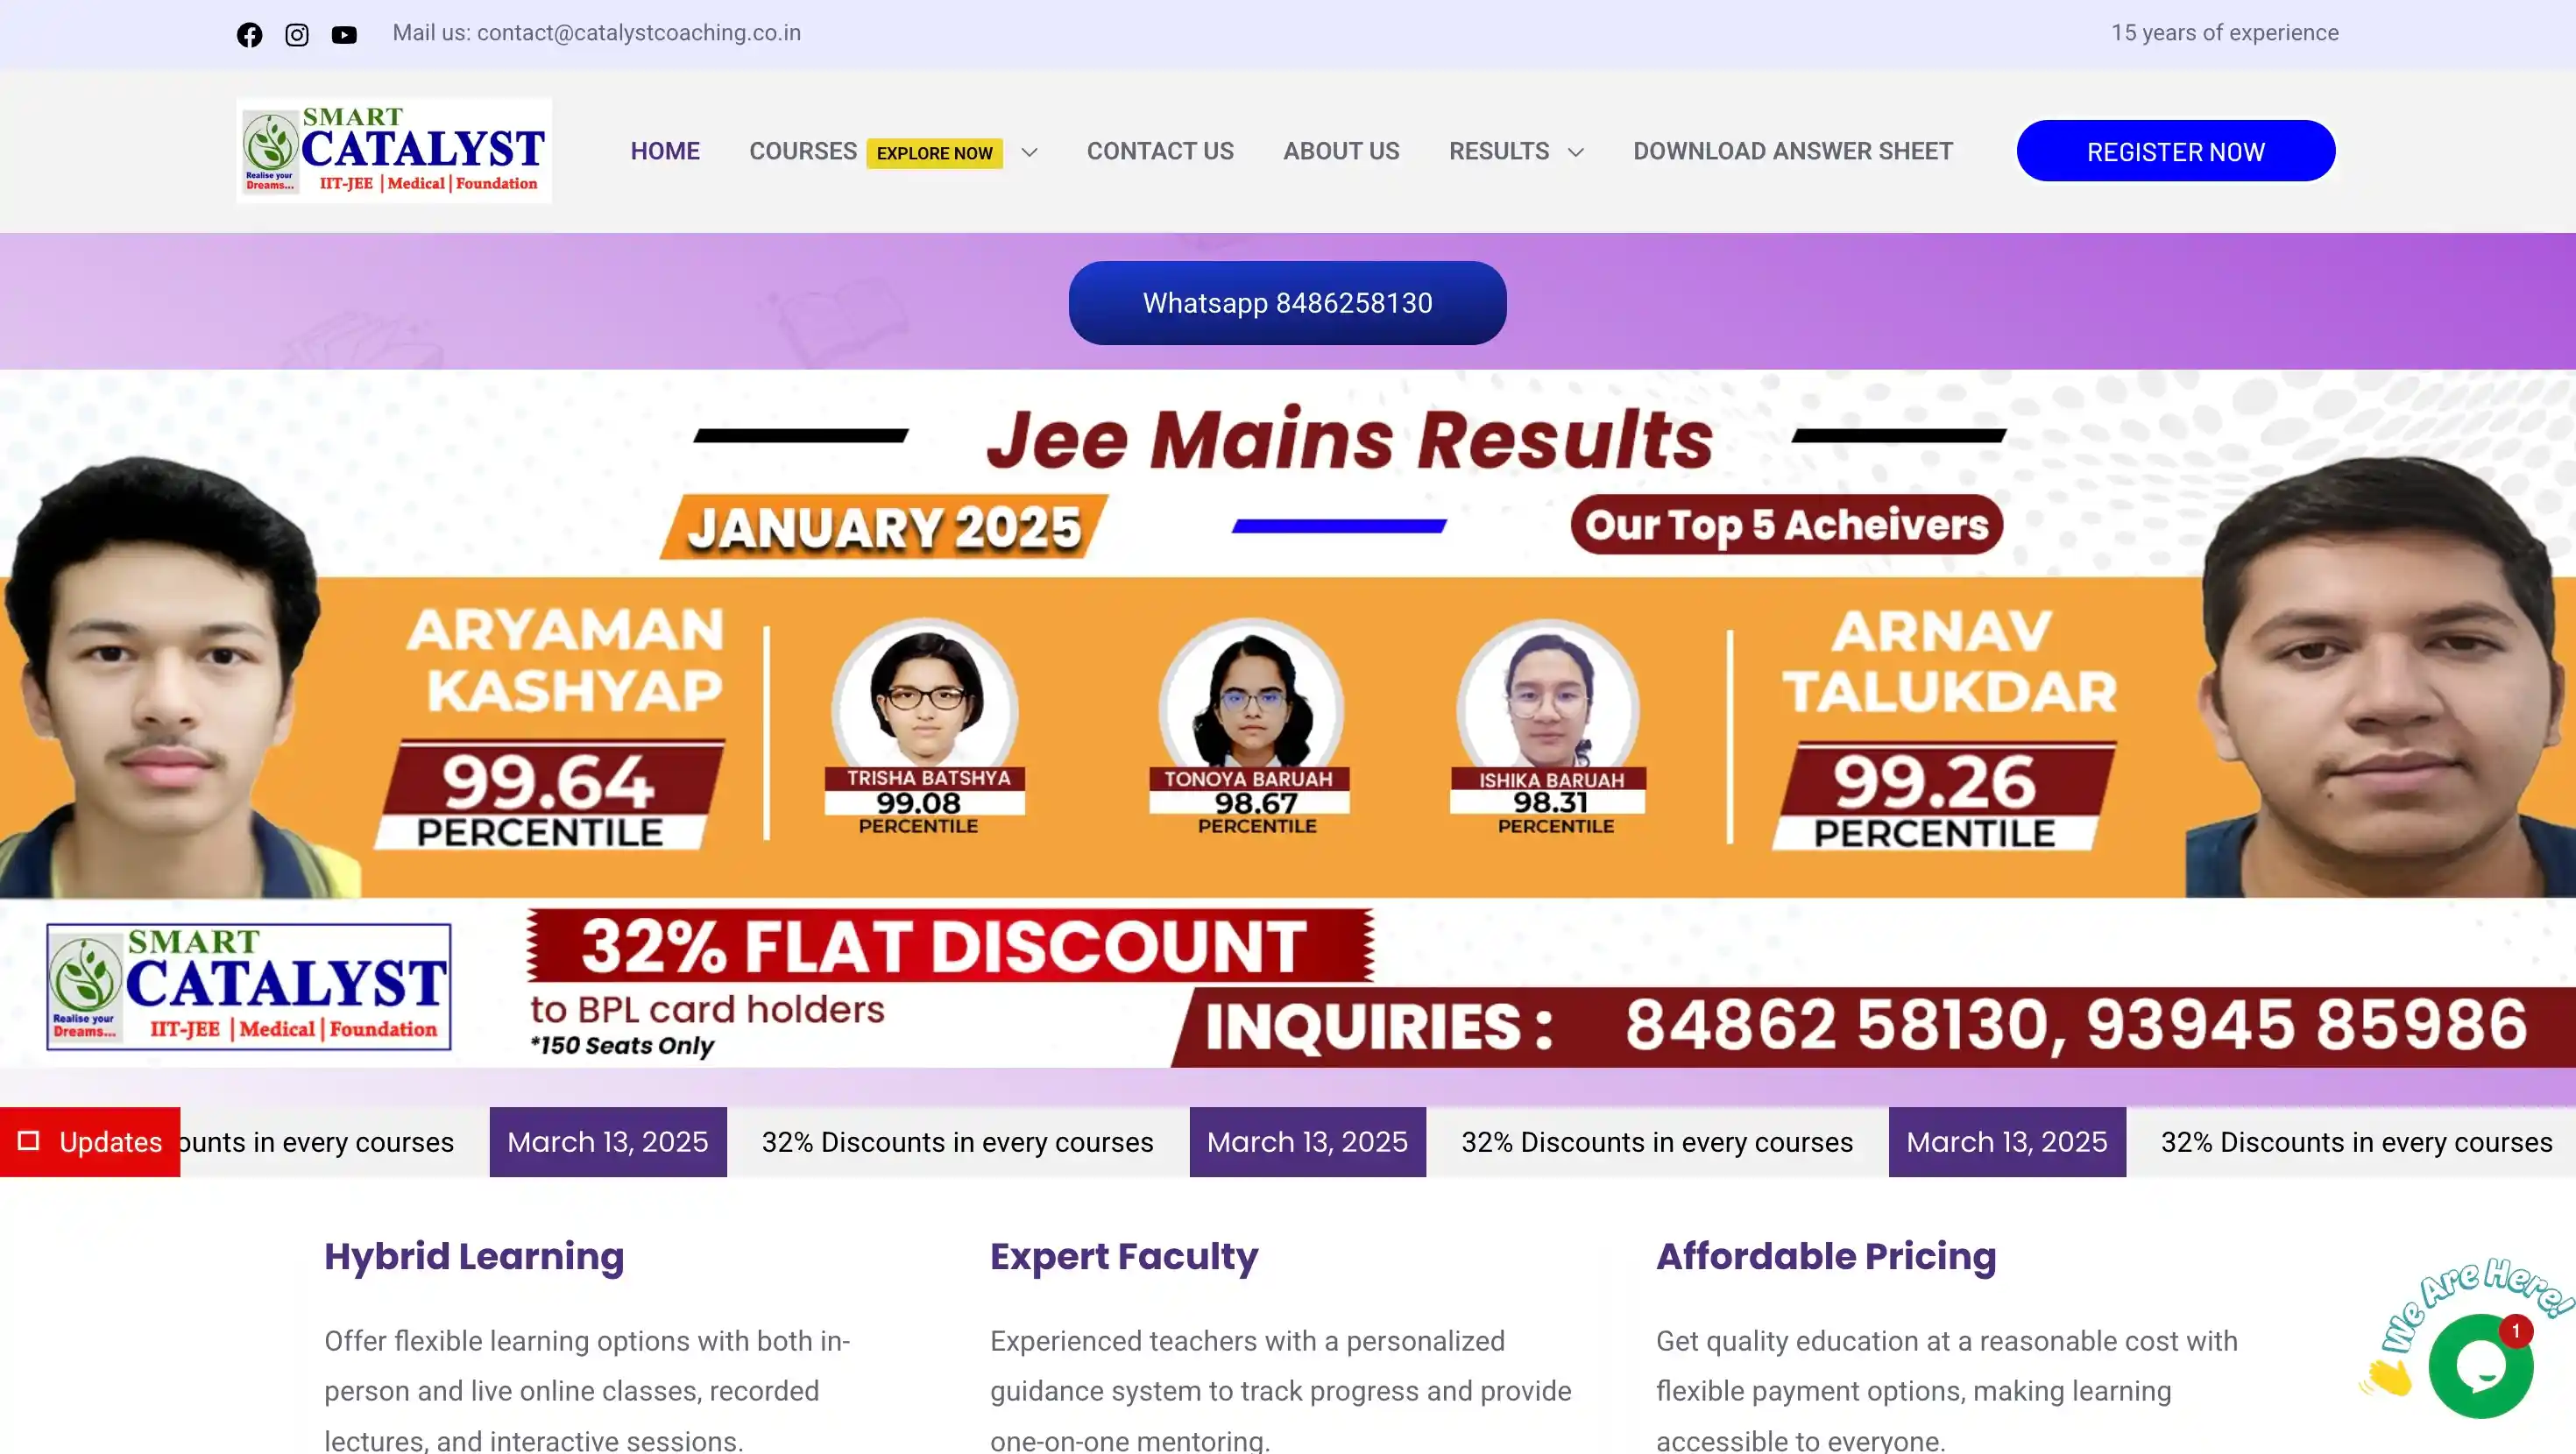 Mail us: contact@catalystcoaching.co.in
15 years of experience
SMART
CATALYST
Realise your
Dreams...
IIT-JEE | Medical | Foundation
HOME
COURSES EXPLORE NOW
CONTACT US
ABOUT US
RESULTS
DOWNLOAD ANSWER SHEET
REGISTER NOW
Whatsapp 8486258130
Jee Mains Results
JANUARY 2025
Our Top 5 Acheivers
ARYAMAN
KASHYAP
99.64
PERCENTILE
TRISHA BATSHYA
99.08
PERCENTILE
TONOYA BARUAH
98.67
PERCENTILE
ISHIKA BARUAH
98.31
PERCENTILE
ARNAV
TALUKDAR
99.26
PERCENTILE
SMART
CATALYST
Realise your
Dreams...
IIT-JEE | Medical | Foundation
32% FLAT DISCOUNT
to BPL card holders
*150 Seats Only
INQUIRIES : 84862 58130, 93945 85986
Updates
ounts in every courses
March 13, 2025
32% Discounts in every courses
March 13, 2025
32% Discounts in every courses
March 13, 2025
32% Discounts in every courses
Hybrid Learning
Offer flexible learning options with both in-
person and live online classes, recorded
lectures, and interactive sessions.
Expert Faculty
Experienced teachers with a personalized
guidance system to track progress and provide
one-on-one mentoring.
Affordable Pricing
Get quality education at a reasonable cost with
flexible payment options, making learning
accessible to everyone.
We Are Here!
1